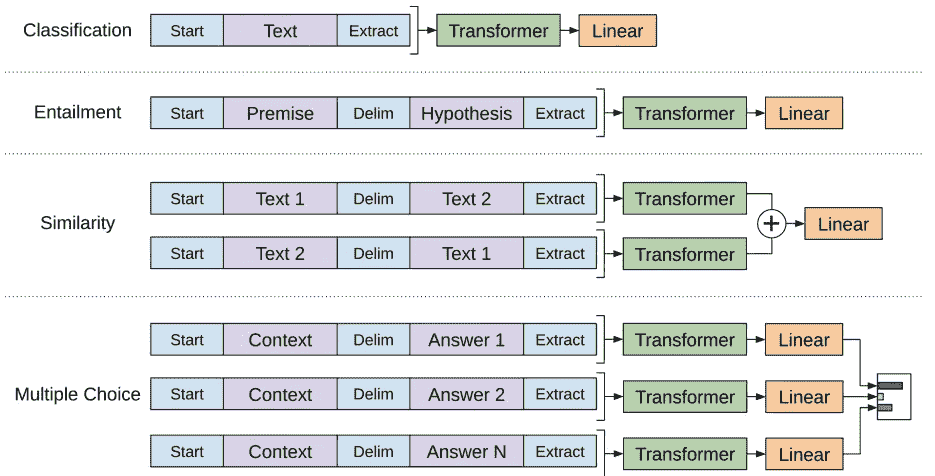 Classification Start Text Extract Transformer Linear
Entailment Start Premise Delim Hypothesis Extract Transformer Linear
Similarity
Start Text 1 Delim Text 2 Extract Transformer
+ Linear
Start Text 2 Delim Text 1 Extract Transformer
Multiple Choice
Start Context Delim Answer 1 Extract Transformer Linear
Start Context Delim Answer 2 Extract Transformer Linear
Start Context Delim Answer N Extract Transformer Linear